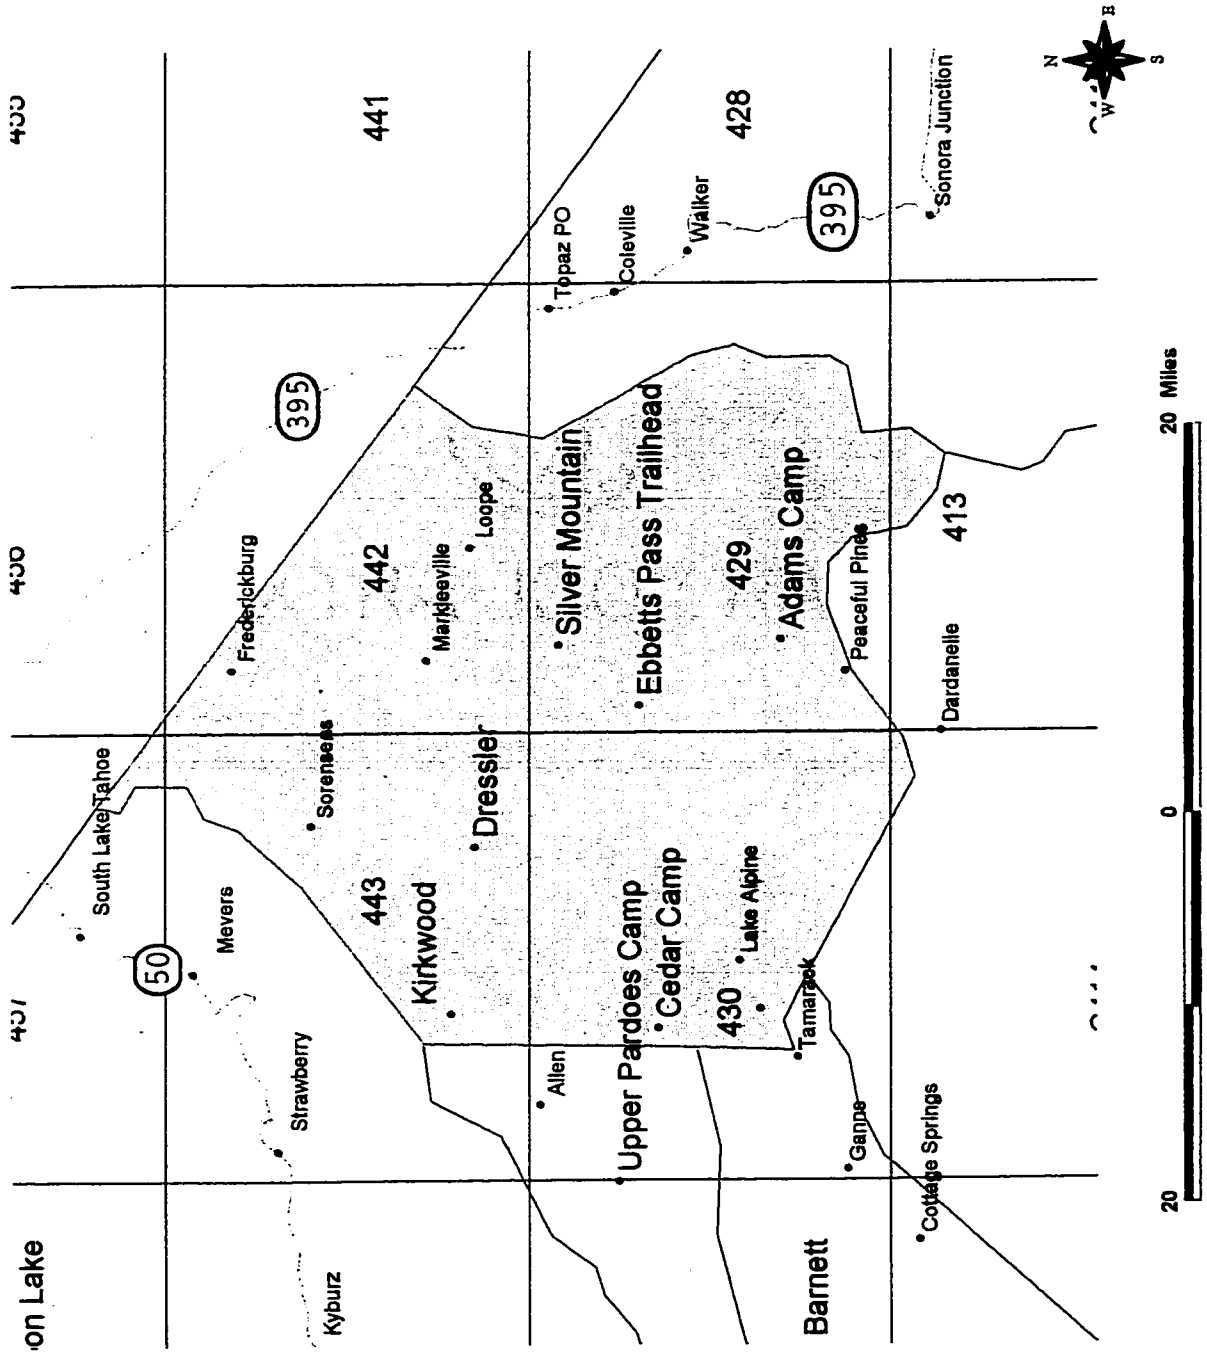 South Lake Tahoe
Fredericksburg
441
443
442
50
395
Meyers
Sorensens
Strawberry
Kyburz
on Lake
Kirkwood
Dressler
Markleeville
Loope
Allen
Silver Mountain
Topaz PO
Coleville
Upper Pardoes Camp
Cedar Camp
Ebbetts Pass Trailhead
Walker
430
Lake Alpine
429
428
Adams Camp
Tamarack
Barnett
Ganns
Peaceful Pines
395
Cottage Springs
Dardanelle
413
Sonora Junction
N
E
S
W
20
0
20 Miles